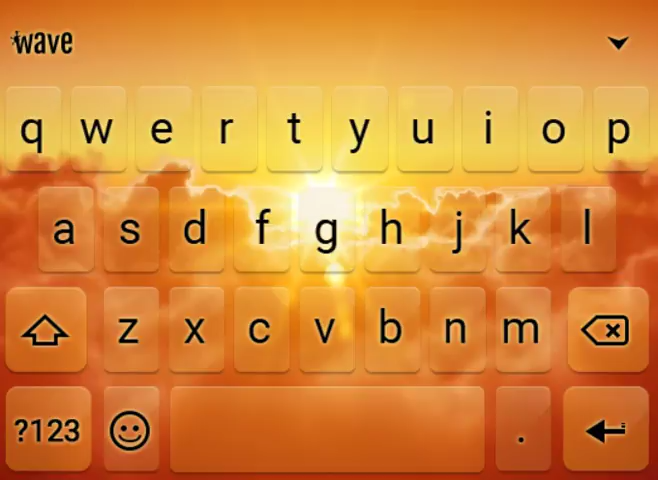 wave
q w e r t y u i o p
a s d f g h j k l
z x c v b n m
?123 .